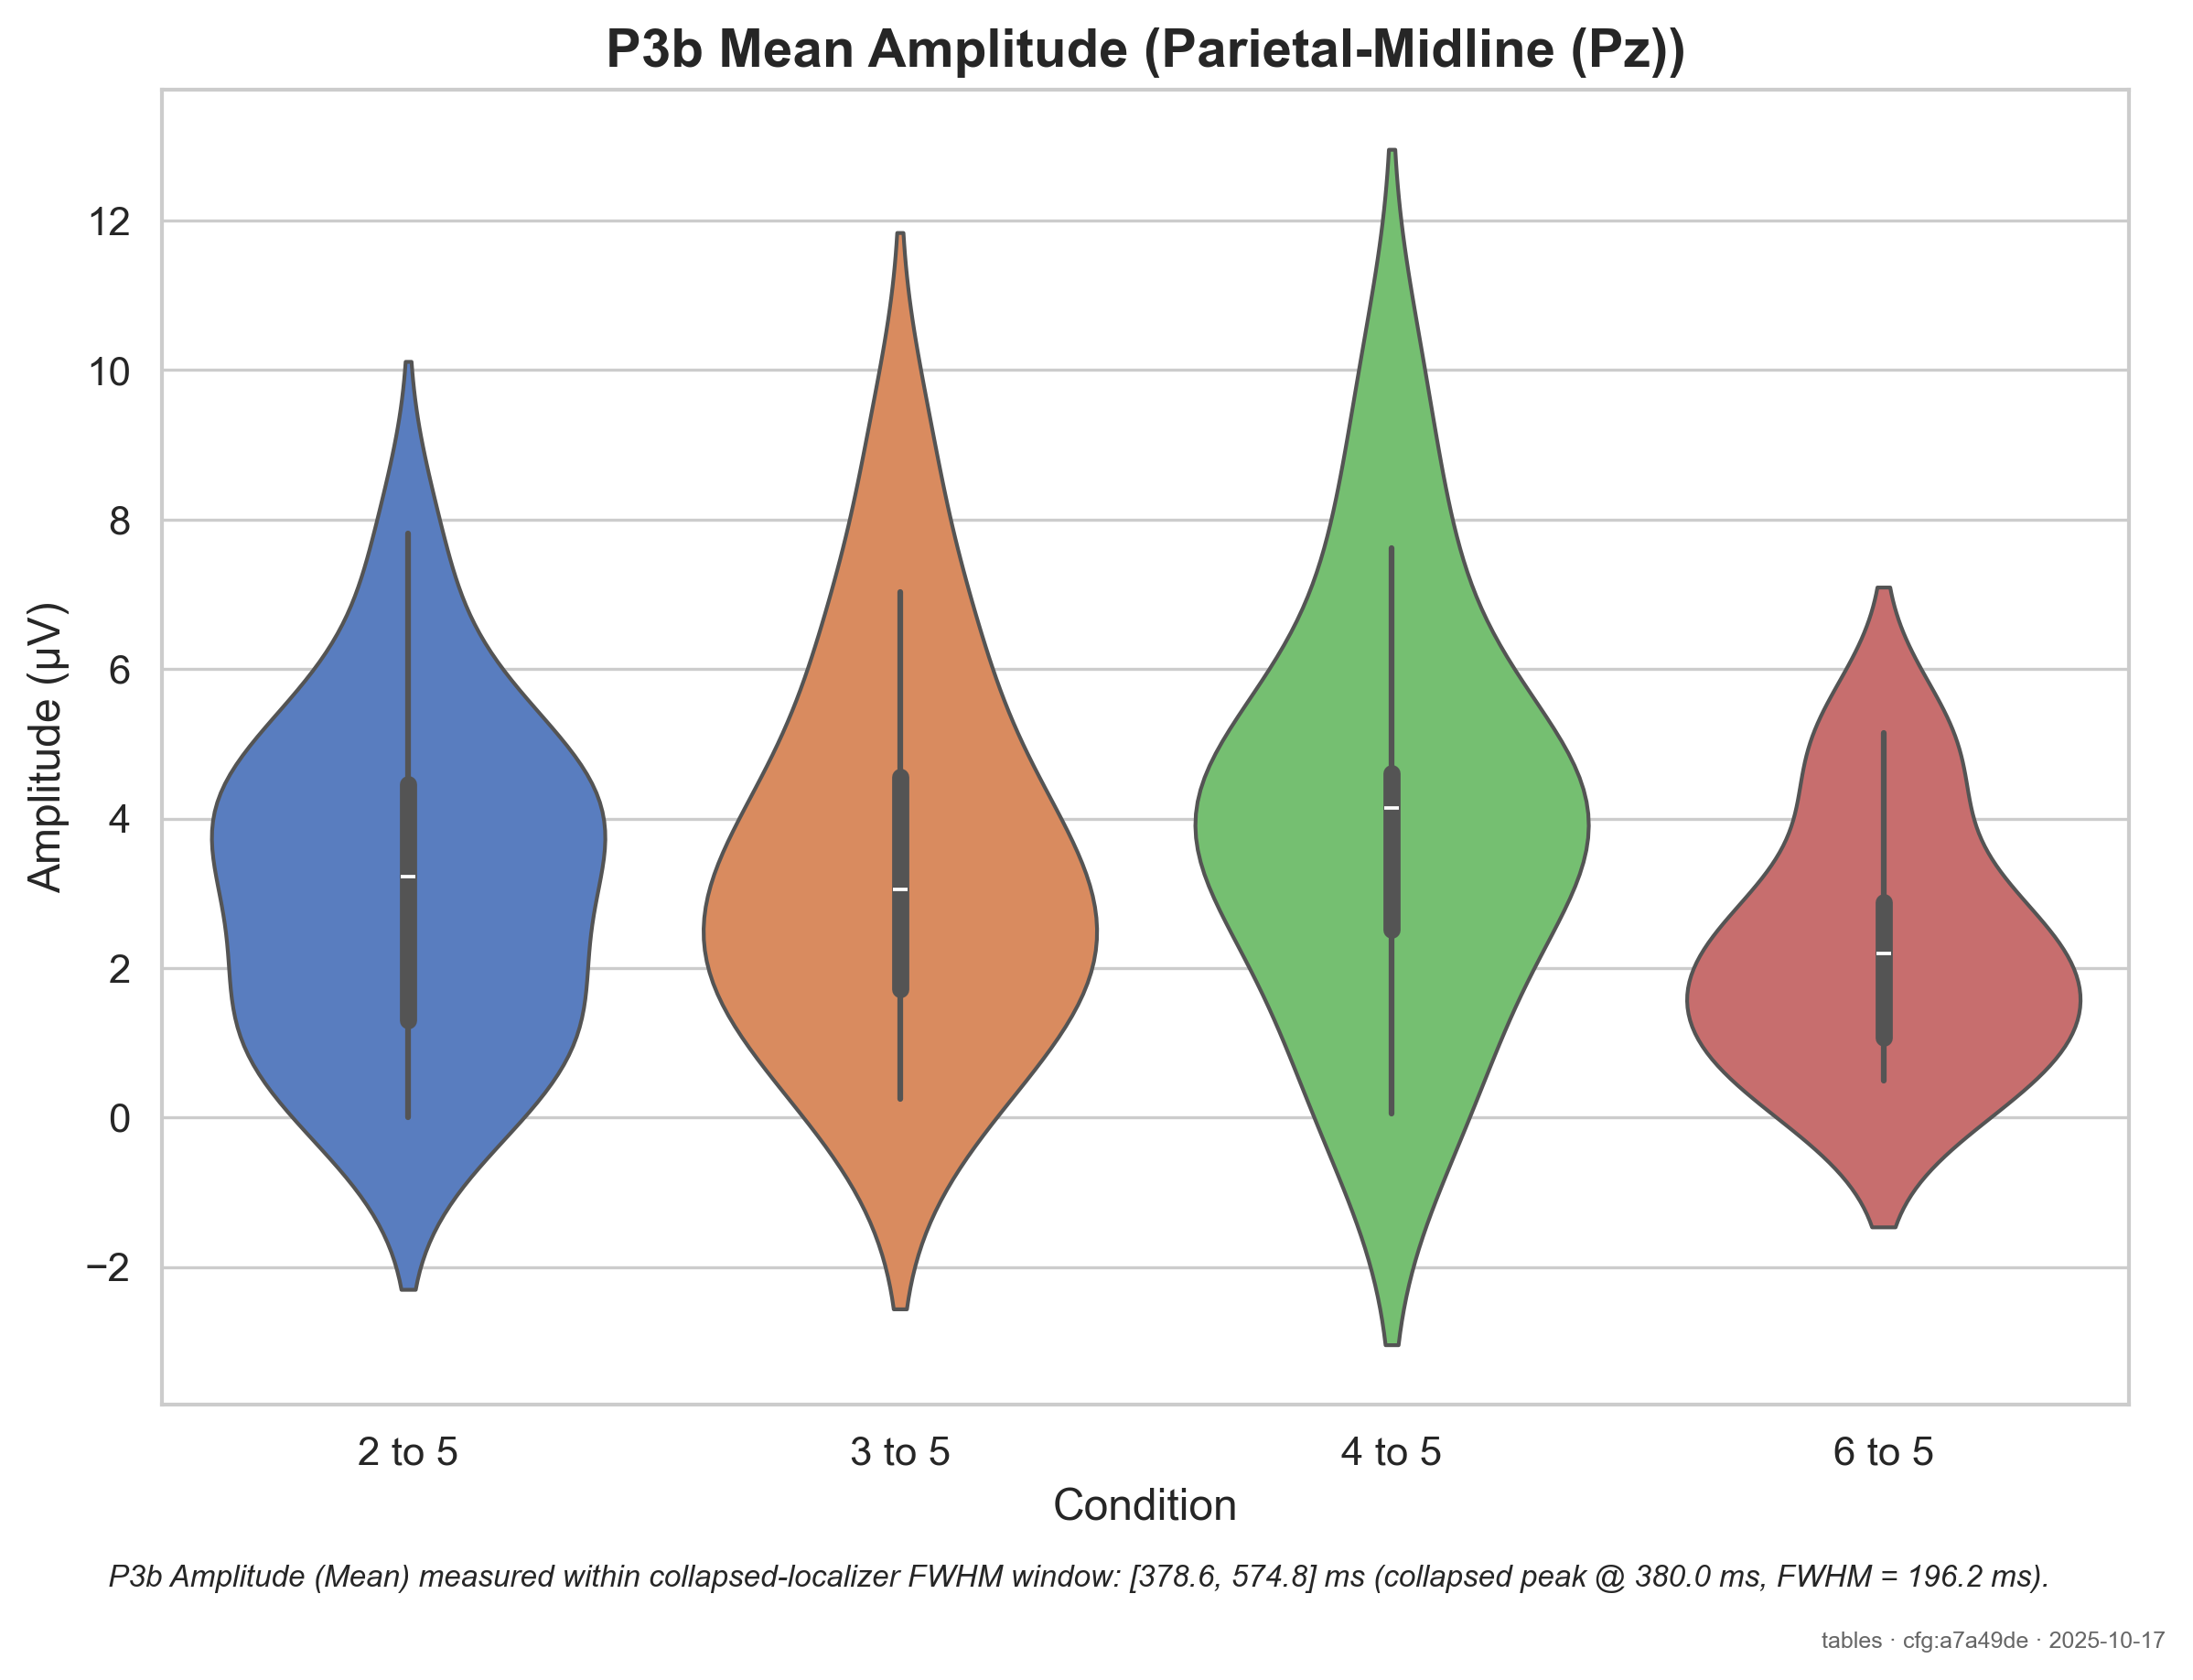 P3b Mean Amplitude (Parietal-Midline (Pz))
Amplitude (µV)
12
10
8
6
4
2
0
−2
2 to 5
3 to 5
4 to 5
6 to 5
Condition
P3b Amplitude (Mean) measured within collapsed-localizer FWHM window: [378.6, 574.8] ms (collapsed peak @ 380.0 ms, FWHM = 196.2 ms).
tables · cfg:a7a49de · 2025-10-17